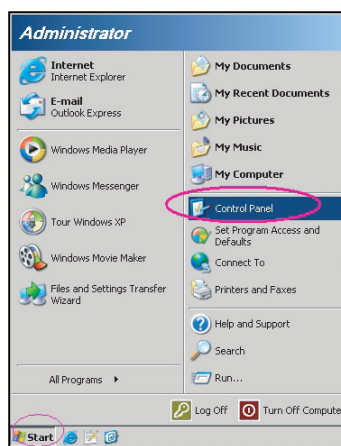 Administrator
Internet
Internet Explorer
E-mail
Outlook Express
Windows Media Player
Windows Messenger
Tour Windows XP
Windows Movie Maker
Files and Settings Transfer
Wizard
All Programs
My Documents
My Recent Documents
My Pictures
My Music
My Computer
Control Panel
Set Program Access and
Defaults
Connect To
Printers and Faxes
Help and Support
Search
Run...
Log Off
Turn Off Compute
Start